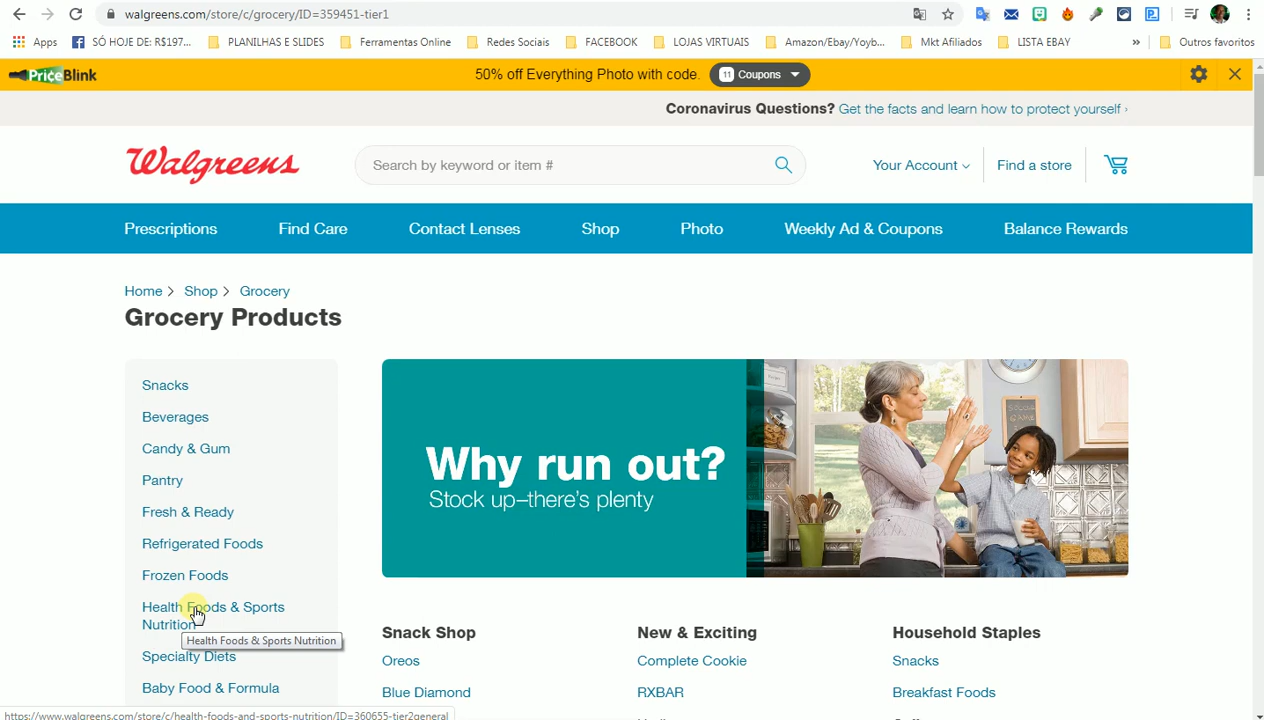 walgreens.com/store/c/grocery/ID=359451-tier1
Apps SÓ HOJE DE: R$197... PLANILHAS E SLIDES Ferramentas Online Redes Sociais FACEBOOK LOJAS VIRTUAIS Amazon/Ebay/Yoyb... Mkt Afiliados LISTA EBAY » Outros favoritos
PriceBlink 50% off Everything Photo with code. 11 Coupons
Coronavirus Questions? Get the facts and learn how to protect yourself ›
Walgreens Search by keyword or item # Your Account Find a store
Prescriptions Find Care Contact Lenses Shop Photo Weekly Ad & Coupons Balance Rewards
Home > Shop > Grocery
Grocery Products
Snacks
Beverages
Candy & Gum
Pantry
Fresh & Ready
Refrigerated Foods
Frozen Foods
Health Foods & Sports
Nutrition
Health Foods & Sports Nutrition
Specialty Diets
Baby Food & Formula
Why run out?
Stock up–there's plenty
Snack Shop New & Exciting Household Staples
Oreos Complete Cookie Snacks
Blue Diamond RXBAR Breakfast Foods
https://www.walgreens.com/store/c/health-foods-and-sports-nutrition/ID=360655-tier2general